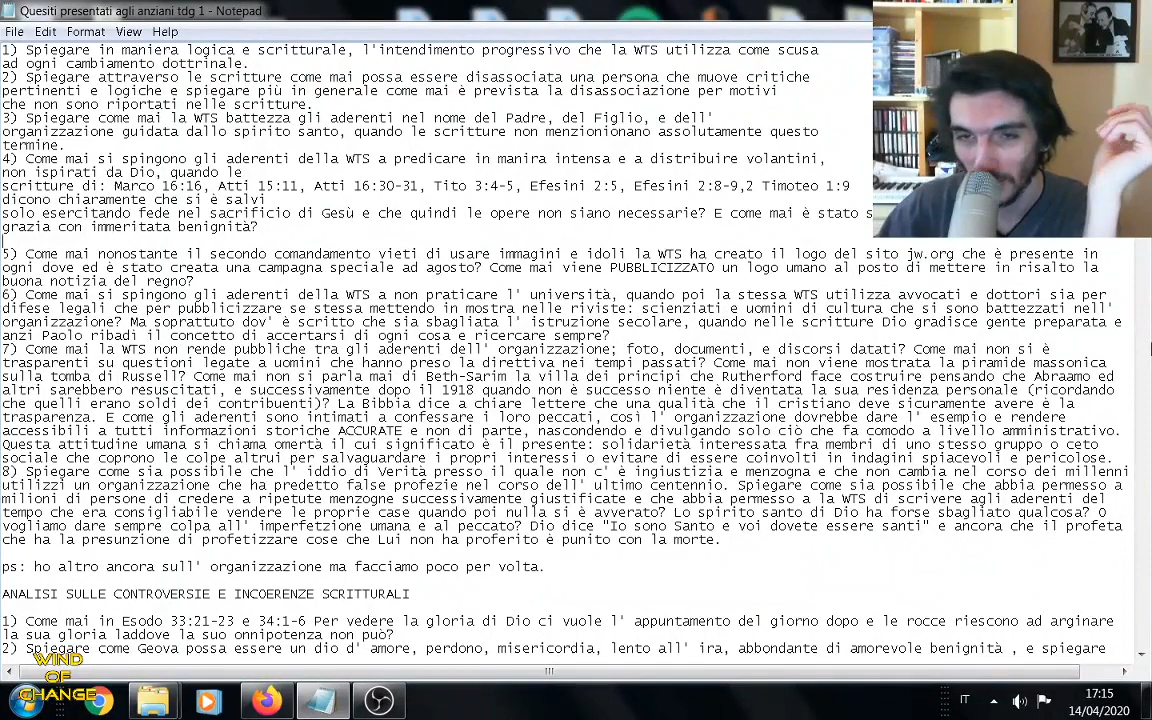 Quesiti presentati agli anziani tdg 1 - Notepad
File Edit Format View Help
1) Spiegare in maniera logica e scritturale, l'intendimento progressivo che la WTS utilizza come scusa
ad ogni cambiamento dottrinale.
2) Spiegare attraverso le scritture come mai possa essere disassociata una persona che muove critiche
pertinenti e logiche e spiegare più in generale come mai è prevista la disassociazione per motivi
che non sono riportati nelle scritture.
3) Spiegare come mai la WTS battezza gli aderenti nel nome del Padre, del Figlio, e dell'
organizzazione guidata dallo spirito santo, quando le scritture non menzionionano assolutamente questo
termine.
4) Come mai si spingono gli aderenti della WTS a predicare in manira intensa e a distribuire volantini,
non ispirati da Dio, quando le
scritture di: Marco 16:16, Atti 15:11, Atti 16:30-31, Tito 3:4-5, Efesini 2:5, Efesini 2:8-9,2 Timoteo 1:9
dicono chiaramente che si è salvi
solo esercitando fede nel sacrificio di Gesù e che quindi le opere non siano necessarie? E come mai è stato s
grazia con immeritata benignità?
5) Come mai nonostante il secondo comandamento vieti di usare immagini e idoli la WTS ha creato il logo del sito jw.org che è presente in
ogni dove ed è stato creata una campagna speciale ad agosto? Come mai viene PUBBLICIZZATO un logo umano al posto di mettere in risalto la
buona notizia del regno?
6) Come mai si spingono gli aderenti della WTS a non praticare l' università, quando poi la stessa WTS utilizza avvocati e dottori sia per
difese legali che per pubblicizzare se stessa mettendo in mostra nelle riviste: scienziati e uomini di cultura che si sono battezzati nell'
organizzazione? Ma soprattutto dov' è scritto che sia sbagliata l' istruzione secolare, quando nelle scritture Dio gradisce gente preparata e
anzi Paolo ribadì il concetto di accertarsi di ogni cosa e ricercare sempre?
7) Come mai la WTS non rende pubbliche tra gli aderenti dell' organizzazione; foto, documenti, e discorsi datati? Come mai non si è
trasparenti su questioni legate a uomini che hanno preso la direttiva nei tempi passati? Come mai non viene mostrata la piramide massonica
sulla tomba di Russell? Come mai non si parla mai di Beth-Sarim la villa dei principi che Rutherford face costruire pensando che Abraamo ed
altri sarebbero resuscitati, e successivamente dopo il 1918 quando non è successo niente è diventata la sua residenza personale (ricordando
che quelli erano soldi dei contribuenti)? La Bibbia dice a chiare lettere che una qualità che il cristiano deve sicuramente avere è la
trasparenza. E come gli aderenti sono intimati a confessare i loro peccati, così l' organizzazione dovrebbe dare l' esempio e rendere
accessibili a tutti informazioni storiche ACCURATE e non di parte, nascondendo e divulgando solo ciò che fa comodo a livello amministrativo.
Questa attitudine umana si chiama omertà il cui significato è il presente: solidarietà interessata fra membri di uno stesso gruppo o ceto
sociale che coprono le colpe altrui per salvaguardare i propri interessi o evitare di essere coinvolti in indagini spiacevoli e pericolose.
8) Spiegare come sia possibile che l' iddio di Verità presso il quale non c' è ingiustizia e menzogna e che non cambia nel corso dei millenni
utilizzi un organizzazione che ha predetto false profezie nel corso dell' ultimo centennio. Spiegare come sia possibile che abbia permesso a
milioni di persone di credere a ripetute menzogne successivamente giustificate e che abbia permesso a la WTS di scrivere agli aderenti del
tempo che era consigliabile vendere le proprie case quando poi nulla si è avverato? Lo spirito santo di Dio ha forse sbagliato qualcosa? O
vogliamo dare sempre colpa all' imperfetzione umana e al peccato? Dio dice "Io sono Santo e voi dovete essere santi" e ancora che il profeta
che ha la presunzione di profetizzare cose che Lui non ha proferito è punito con la morte.
ps: ho altro ancora sull' organizzazione ma facciamo poco per volta.
ANALISI SULLE CONTROVERSIE E INCOERENZE SCRITTURALI
1) Come mai in Esodo 33:21-23 e 34:1-6 Per vedere la gloria di Dio ci vuole l' appuntamento del giorno dopo e le rocce riescono ad arginare
la sua gloria laddove la suo onnipotenza non può?
2) Spiegare come Geova possa essere un dio d' amore, perdono, misericordia, lento all' ira, abbondante di amorevole benignità , e spiegare
WIND
OF
CHANGE
IT
17:15
14/04/2020